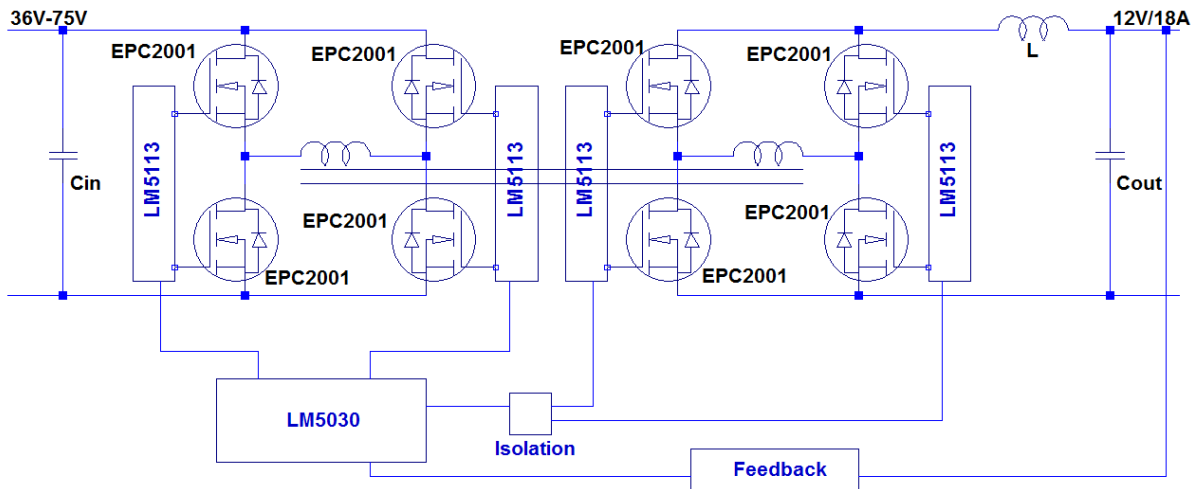 36V-75V
12V/18A
EPC2001
EPC2001
EPC2001
EPC2001
L
Cin
LM5113
LM5113
LM5113
LM5113
Cout
EPC2001
EPC2001
EPC2001
EPC2001
LM5030
Isolation
Feedback